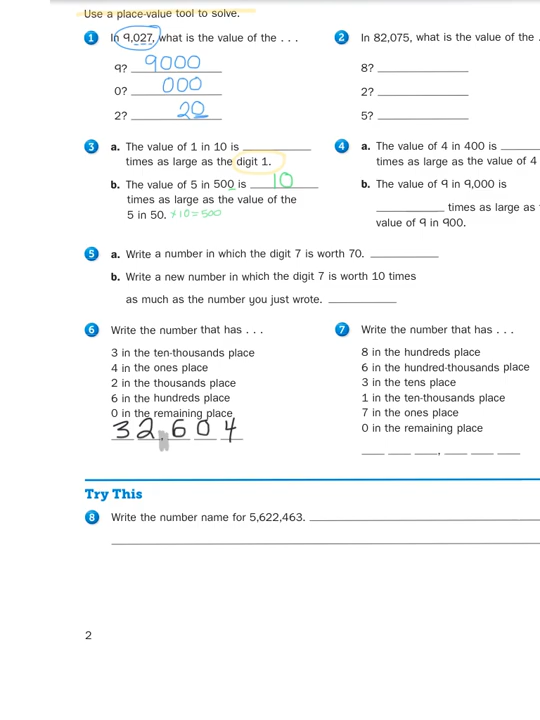 Use a place-value tool to solve.
1 In 9,027, what is the value of the . . .
9? 9000
0? 000
2? 20
2 In 82,075, what is the value of the .
8?
2?
5?
3 a. The value of 1 in 10 is
times as large as the digit 1.
b. The value of 5 in 500 is 10
times as large as the value of the
5 in 50. ×10=500
4 a. The value of 4 in 400 is
times as large as the value of 4
b. The value of 9 in 9,000 is
times as large as
value of 9 in 900.
5 a. Write a number in which the digit 7 is worth 70.
b. Write a new number in which the digit 7 is worth 10 times
as much as the number you just wrote.
6 Write the number that has . . .
3 in the ten-thousands place
4 in the ones place
2 in the thousands place
6 in the hundreds place
0 in the remaining place
32,604
7 Write the number that has . . .
8 in the hundreds place
6 in the hundred-thousands place
3 in the tens place
1 in the ten-thousands place
7 in the ones place
0 in the remaining place
,
Try This
8 Write the number name for 5,622,463.
2